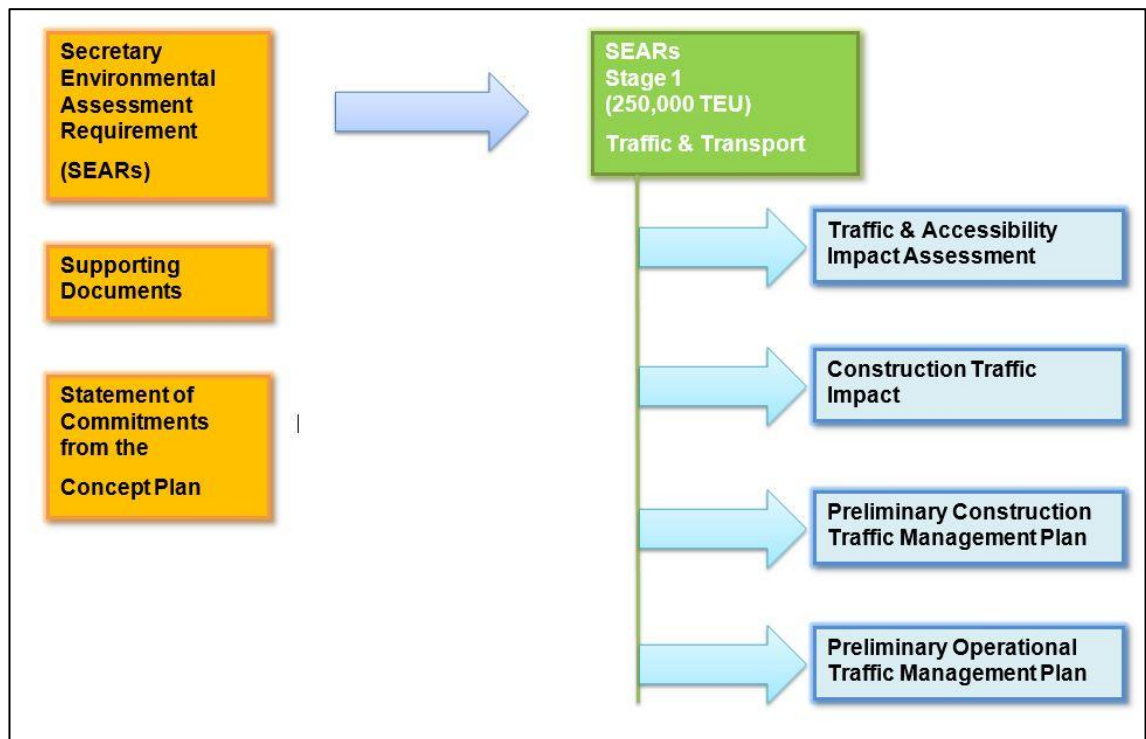 Secretary
Environmental
Assessment
Requirement
(SEARs)
Supporting
Documents
Statement of
Commitments
from the
Concept Plan
SEARs
Stage 1
(250,000 TEU)
Traffic & Transport
Traffic & Accessibility
Impact Assessment
Construction Traffic
Impact
Preliminary Construction
Traffic Management Plan
Preliminary Operational
Traffic Management Plan